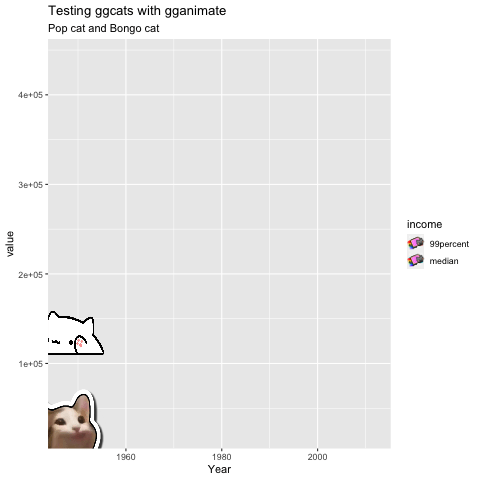 Testing ggcats with gganimate
Pop cat and Bongo cat
4e+05
3e+05
2e+05
1e+05
value
1960
1980
2000
Year
income
99percent
median